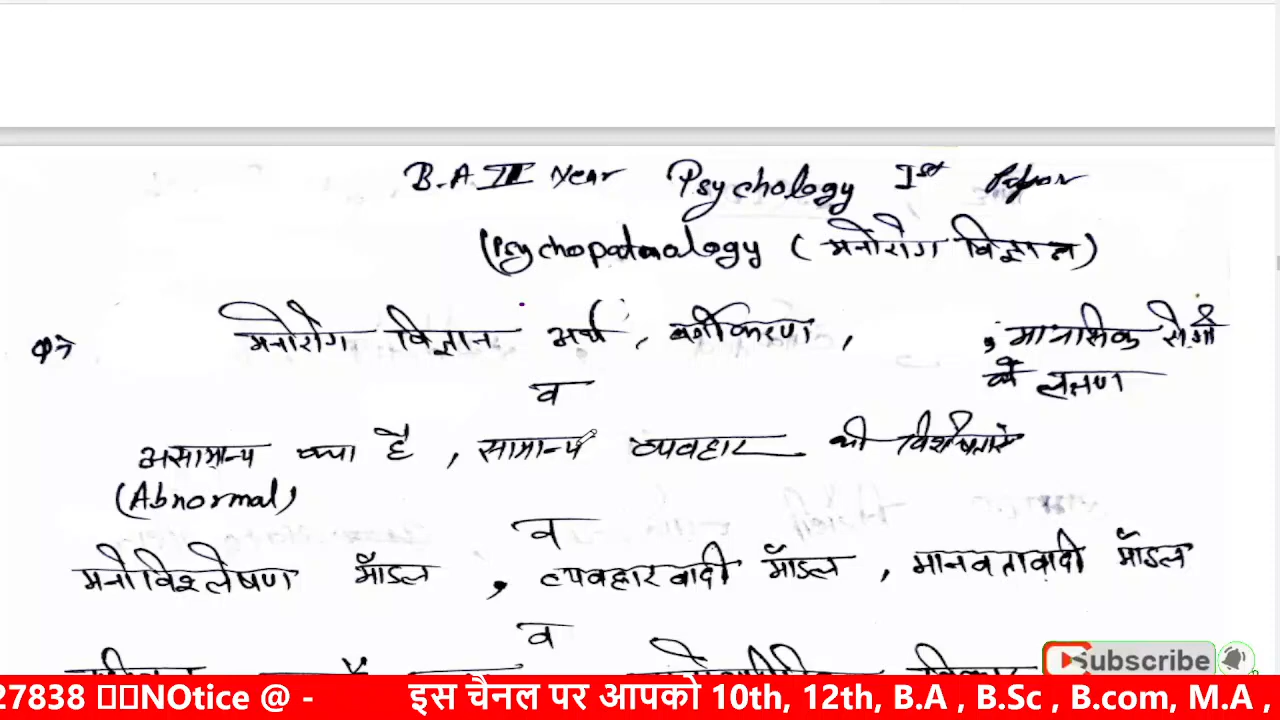 B.A II Year Psychology Ist Paper
(Psychopatnalogy (मनोरोग विज्ञान)
मनोरोग विज्ञान अर्थ, वर्गीकरण, , मानसिक रोगों
के लक्षण
व
असामान्य क्या है, सामान्य व्यवहार की विशेषताएं
(Abnormal)
व
मनोविश्लेषण मॉडल, व्यवहारवादी मॉडल, मानवतावादी मॉडल
व
Subscribe
27838 NOtice @ - इस चैनल पर आपको 10th, 12th, B.A , B.Sc , B.com, M.A ,